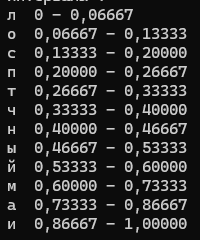 л 0 – 0,06667
о 0,06667 – 0,13333
с 0,13333 – 0,20000
п 0,20000 – 0,26667
т 0,26667 – 0,33333
ч 0,33333 – 0,40000
н 0,40000 – 0,46667
ы 0,46667 – 0,53333
й 0,53333 – 0,60000
м 0,60000 – 0,73333
а 0,73333 – 0,86667
и 0,86667 – 1,00000